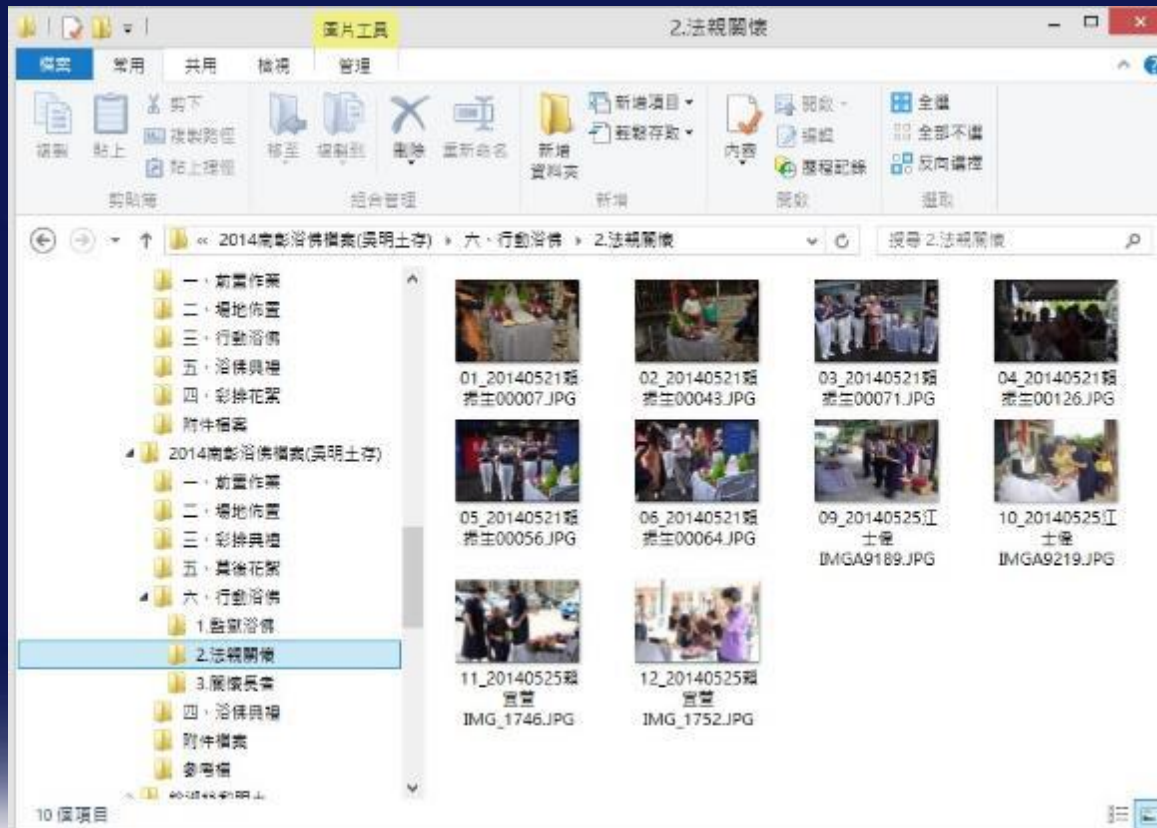 圖片工具
2.法親關懷
檔案
常用
共用
檢視
管理
複製
貼上
剪下
複製路徑
貼上捷徑
剪貼簿
移至
複製到
刪除
重新命名
組合管理
新增
資料夾
新增項目
輕鬆存取
新增
內容
開啟
編輯
歷程記錄
開啟
全選
全部不選
反向選擇
選取
« 2014南彰浴佛檔案(吳明土存) 六、行動浴佛 2.法親關懷
搜尋 2.法親關懷
一、前置作業
二、場地佈置
三、行動浴佛
五、浴佛典禮
四、彩排花絮
附件檔案
2014南彰浴佛檔案(吳明土存)
一、前置作業
二、場地佈置
三、彩排典禮
五、幕後花絮
六、行動浴佛
1.監獄浴佛
2.法親關懷
3.關懷長者
四、浴佛典禮
附件檔案
參考檔
01_20140521賴
振生00007.JPG
02_20140521賴
振生00043.JPG
03_20140521賴
振生00071.JPG
04_20140521賴
振生00126.JPG
05_20140521賴
振生00056.JPG
06_20140521賴
振生00064.JPG
09_20140525江
士偉
IMGA9189.JPG
10_20140525江
士偉
IMGA9219.JPG
11_20140525賴
宜萱
IMG_1746.JPG
12_20140525賴
宜萱
IMG_1752.JPG
10 個項目